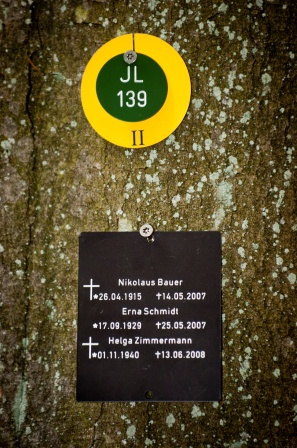 JL
139
II
Nikolaus Bauer
*26.04.1915 †14.05.2007
Erna Schmidt
*17.09.1929 †25.05.2007
Helga Zimmermann
*01.11.1940 †13.06.2008